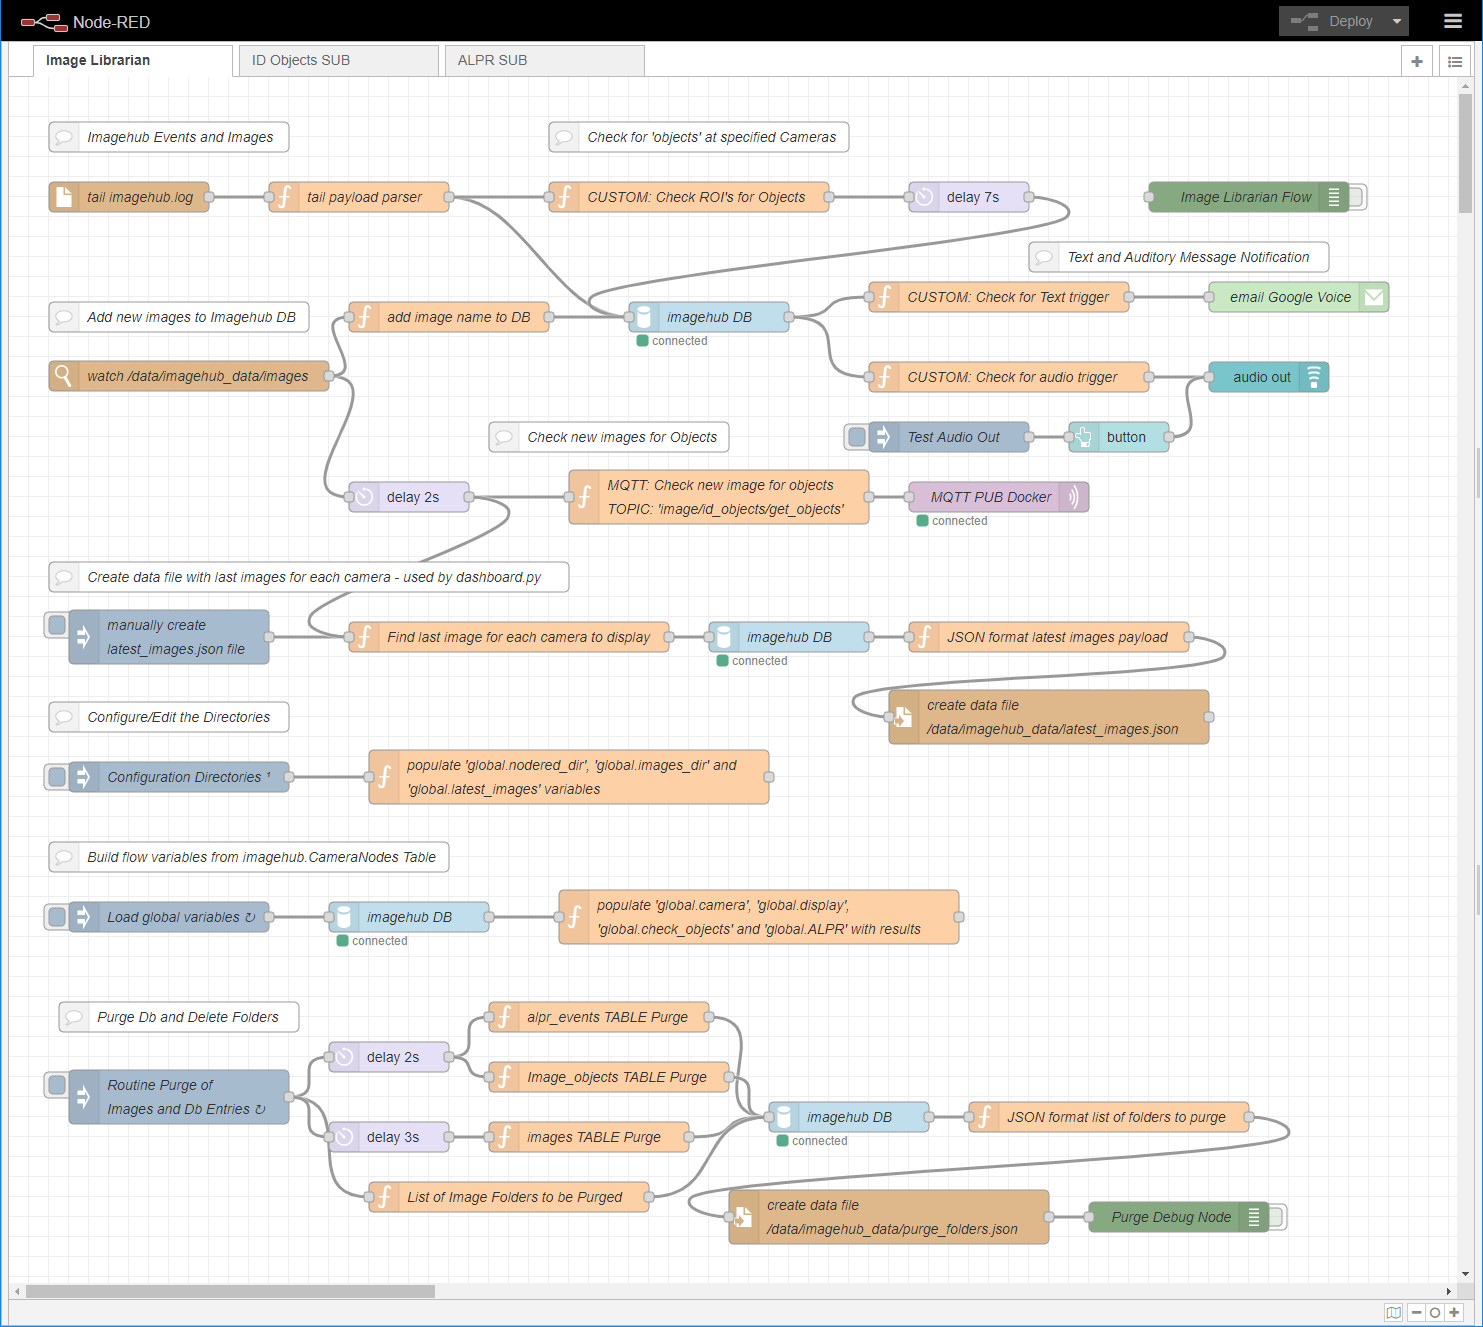 Node-RED
Deploy
Image Librarian
ID Objects SUB
ALPR SUB
Imagehub Events and Images
Check for 'objects' at specified Cameras
tail imagehub.log
tail payload parser
CUSTOM: Check ROI's for Objects
delay 7s
Image Librarian Flow
Text and Auditory Message Notification
Add new images to Imagehub DB
add image name to DB
imagehub DB
connected
CUSTOM: Check for Text trigger
email Google Voice
watch /data/imagehub_data/images
CUSTOM: Check for audio trigger
audio out
Check new images for Objects
Test Audio Out
button
delay 2s
MQTT: Check new image for objects
TOPIC: 'image/id_objects/get_objects'
MQTT PUB Docker
connected
Create data file with last images for each camera - used by dashboard.py
manually create
latest_images.json file
Find last image for each camera to display
imagehub DB
connected
JSON format latest images payload
create data file
/data/imagehub_data/latest_images.json
Configure/Edit the Directories
Configuration Directories ¹
populate 'global.nodered_dir', 'global.images_dir' and
'global.latest_images' variables
Build flow variables from imagehub.CameraNodes Table
Load global variables ↻
imagehub DB
connected
populate 'global.camera', 'global.display',
'global.check_objects' and 'global.ALPR' with results
Purge Db and Delete Folders
alpr_events TABLE Purge
delay 2s
Image_objects TABLE Purge
Routine Purge of
Images and Db Entries ↻
delay 3s
images TABLE Purge
imagehub DB
connected
JSON format list of folders to purge
List of Image Folders to be Purged
create data file
/data/imagehub_data/purge_folders.json
Purge Debug Node